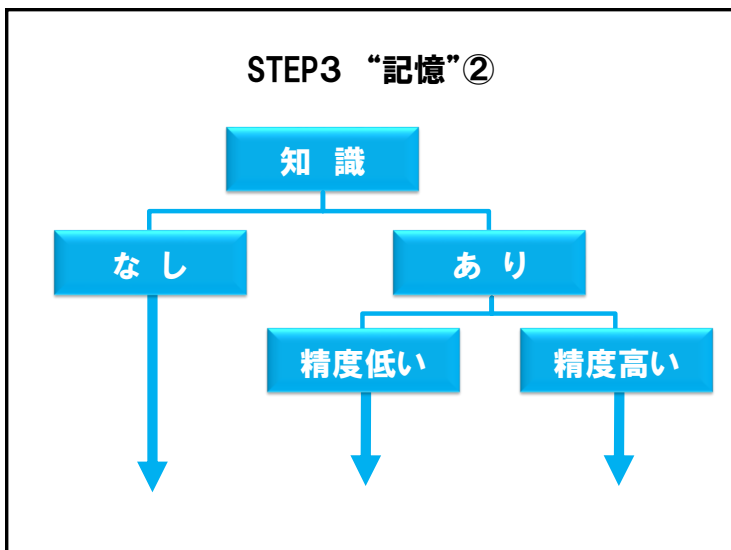 STEP3 “記憶”②
知 識
な し
あ り
精度低い
精度高い